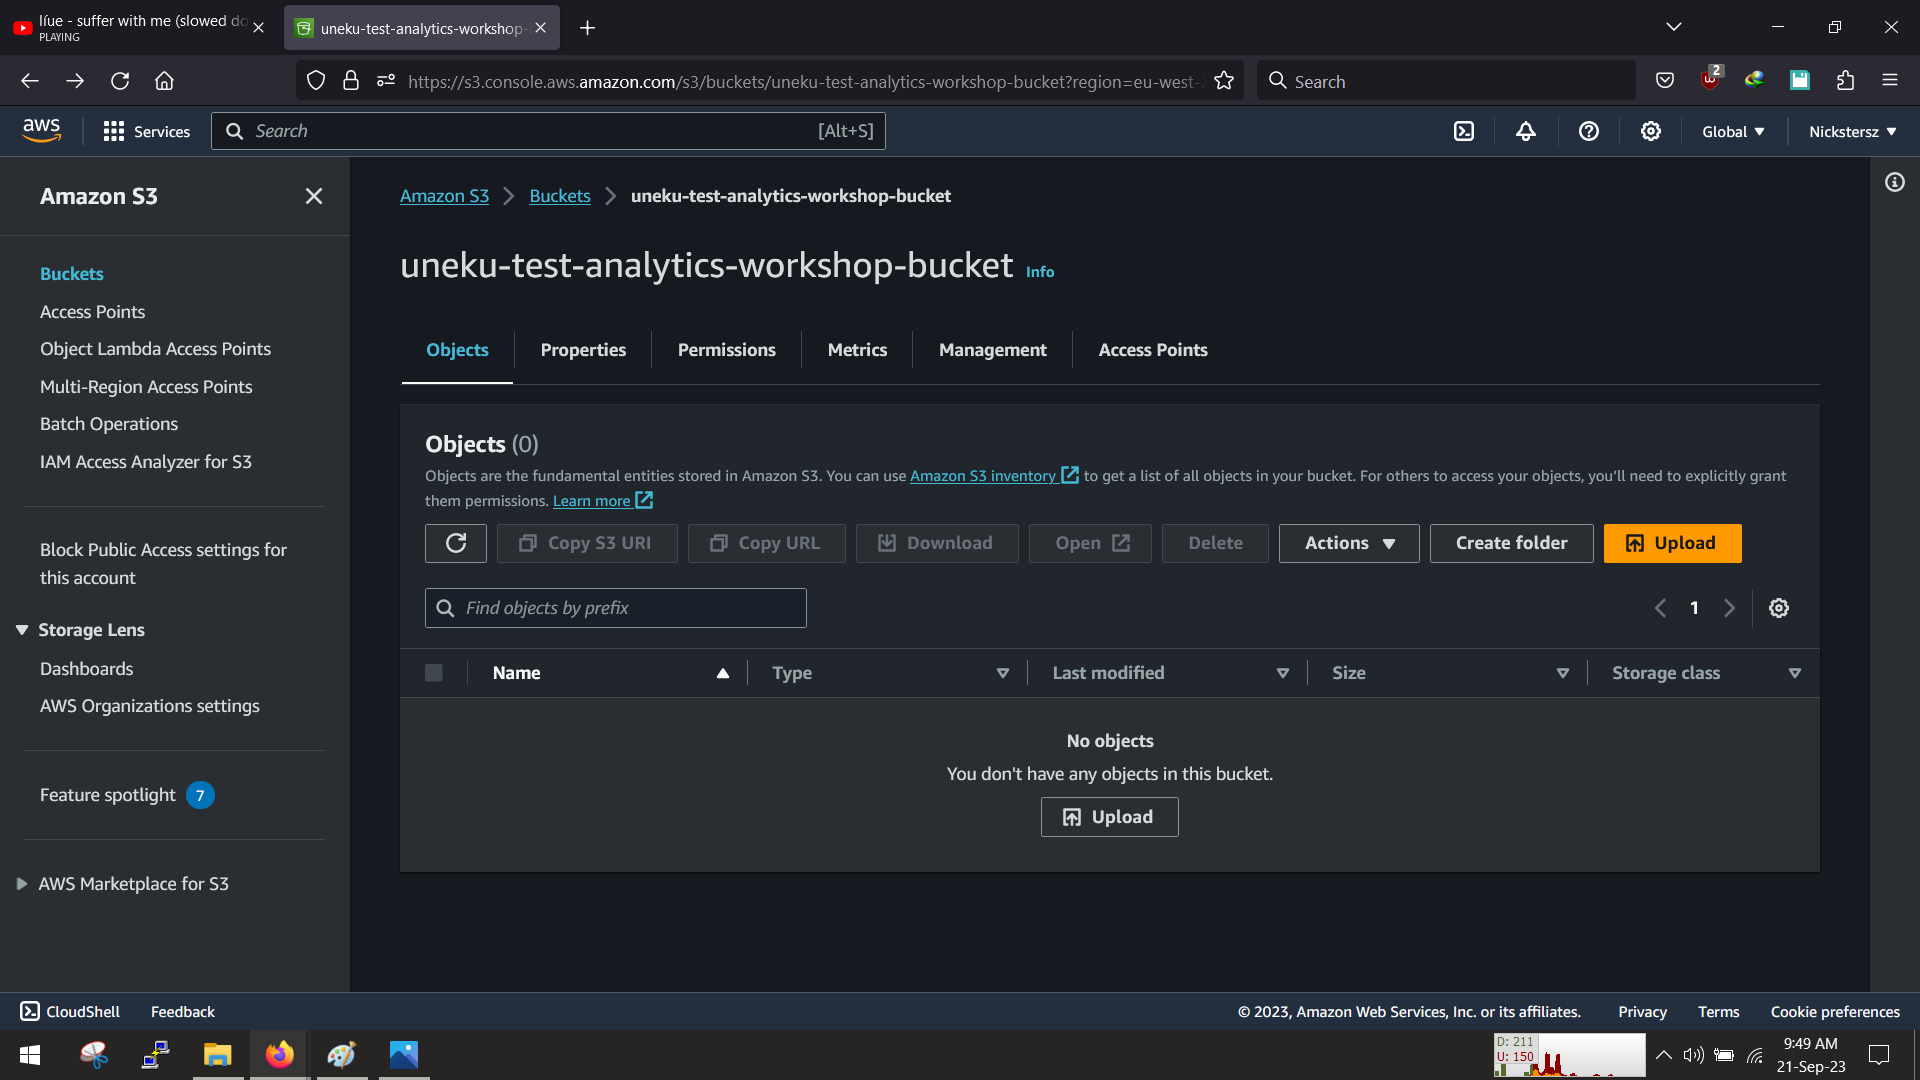 líue - suffer with me (slowed do
PLAYING
uneku-test-analytics-workshop-
https://s3.console.aws.amazon.com/s3/buckets/uneku-test-analytics-workshop-bucket?region=eu-west-
Search
2
aws
Services
Search
[Alt+S]
Global
Nickstersz
Amazon S3
Buckets
Access Points
Object Lambda Access Points
Multi-Region Access Points
Batch Operations
IAM Access Analyzer for S3
Block Public Access settings for
this account
Storage Lens
Dashboards
AWS Organizations settings
Feature spotlight 7
AWS Marketplace for S3
Amazon S3 > Buckets > uneku-test-analytics-workshop-bucket
uneku-test-analytics-workshop-bucket Info
Objects Properties Permissions Metrics Management Access Points
Objects (0)
Objects are the fundamental entities stored in Amazon S3. You can use Amazon S3 inventory to get a list of all objects in your bucket. For others to access your objects, you’ll need to explicitly grant
them permissions. Learn more
Copy S3 URI Copy URL Download Open Delete Actions Create folder Upload
Find objects by prefix
1
Name Type Last modified Size Storage class
No objects
You don't have any objects in this bucket.
Upload
CloudShell Feedback © 2023, Amazon Web Services, Inc. or its affiliates. Privacy Terms Cookie preferences
D: 211
U: 150
9:49 AM
21-Sep-23